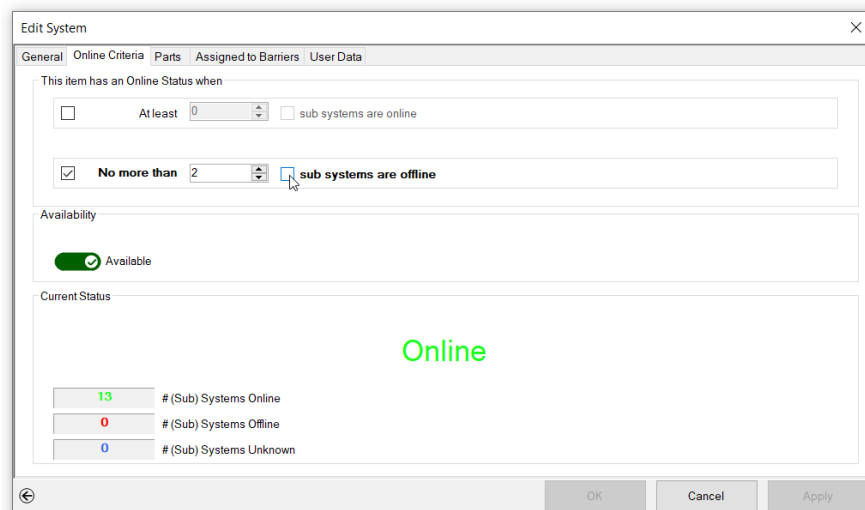 Edit System
General Online Criteria Parts Assigned to Barriers User Data
This item has an Online Status when
At least 0 sub systems are online
No more than 2 sub systems are offline
Availability
Available
Current Status
Online
13 # (Sub) Systems Online
0 # (Sub) Systems Offline
0 # (Sub) Systems Unknown
OK Cancel Apply